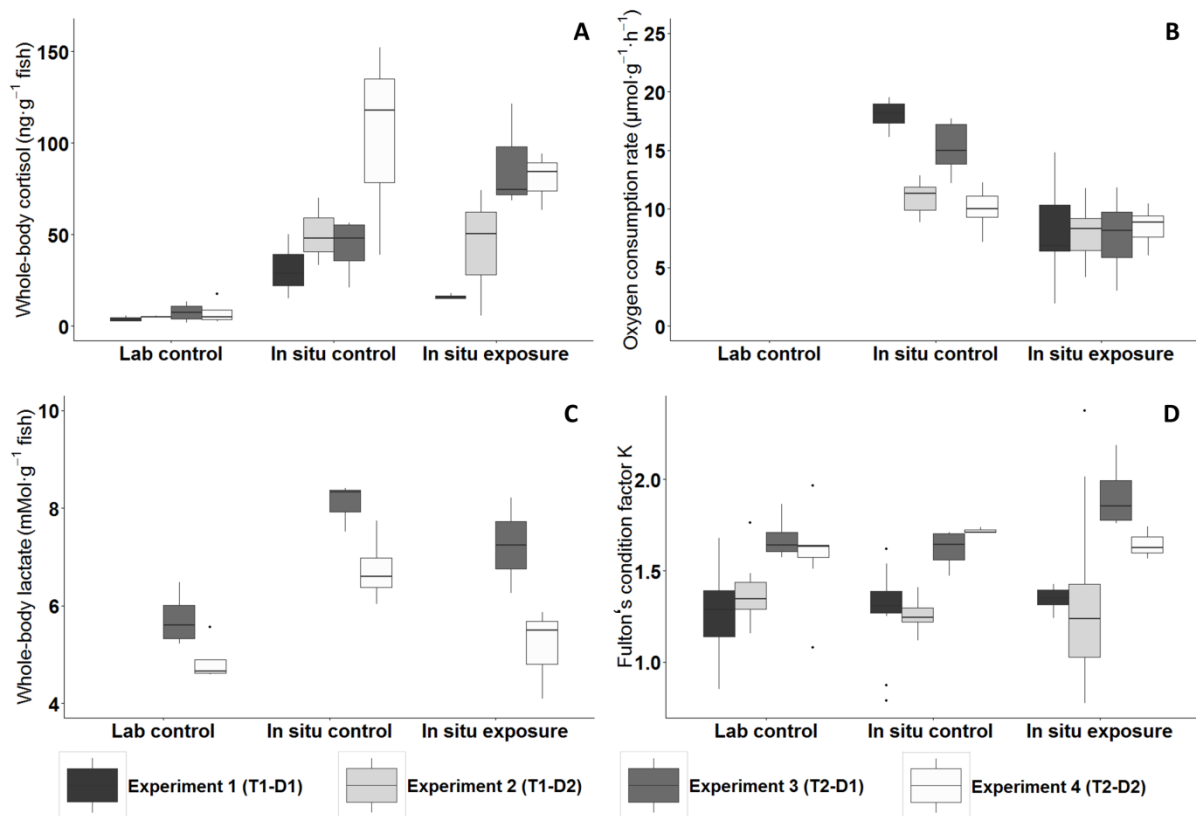 A
Whole-body cortisol (ng·g⁻¹ fish)
150
100
50
0
Lab control In situ control In situ exposure
B
Oxygen consumption rate (µmol·g⁻¹·h⁻¹)
25
20
15
10
5
0
Lab control In situ control In situ exposure
C
Whole-body lactate (mMol·g⁻¹ fish)
10
8
6
4
Lab control In situ control In situ exposure
D
Fulton‘s condition factor K
2.0
1.5
1.0
Lab control In situ control In situ exposure
Experiment 1 (T1-D1) Experiment 2 (T1-D2) Experiment 3 (T2-D1) Experiment 4 (T2-D2)